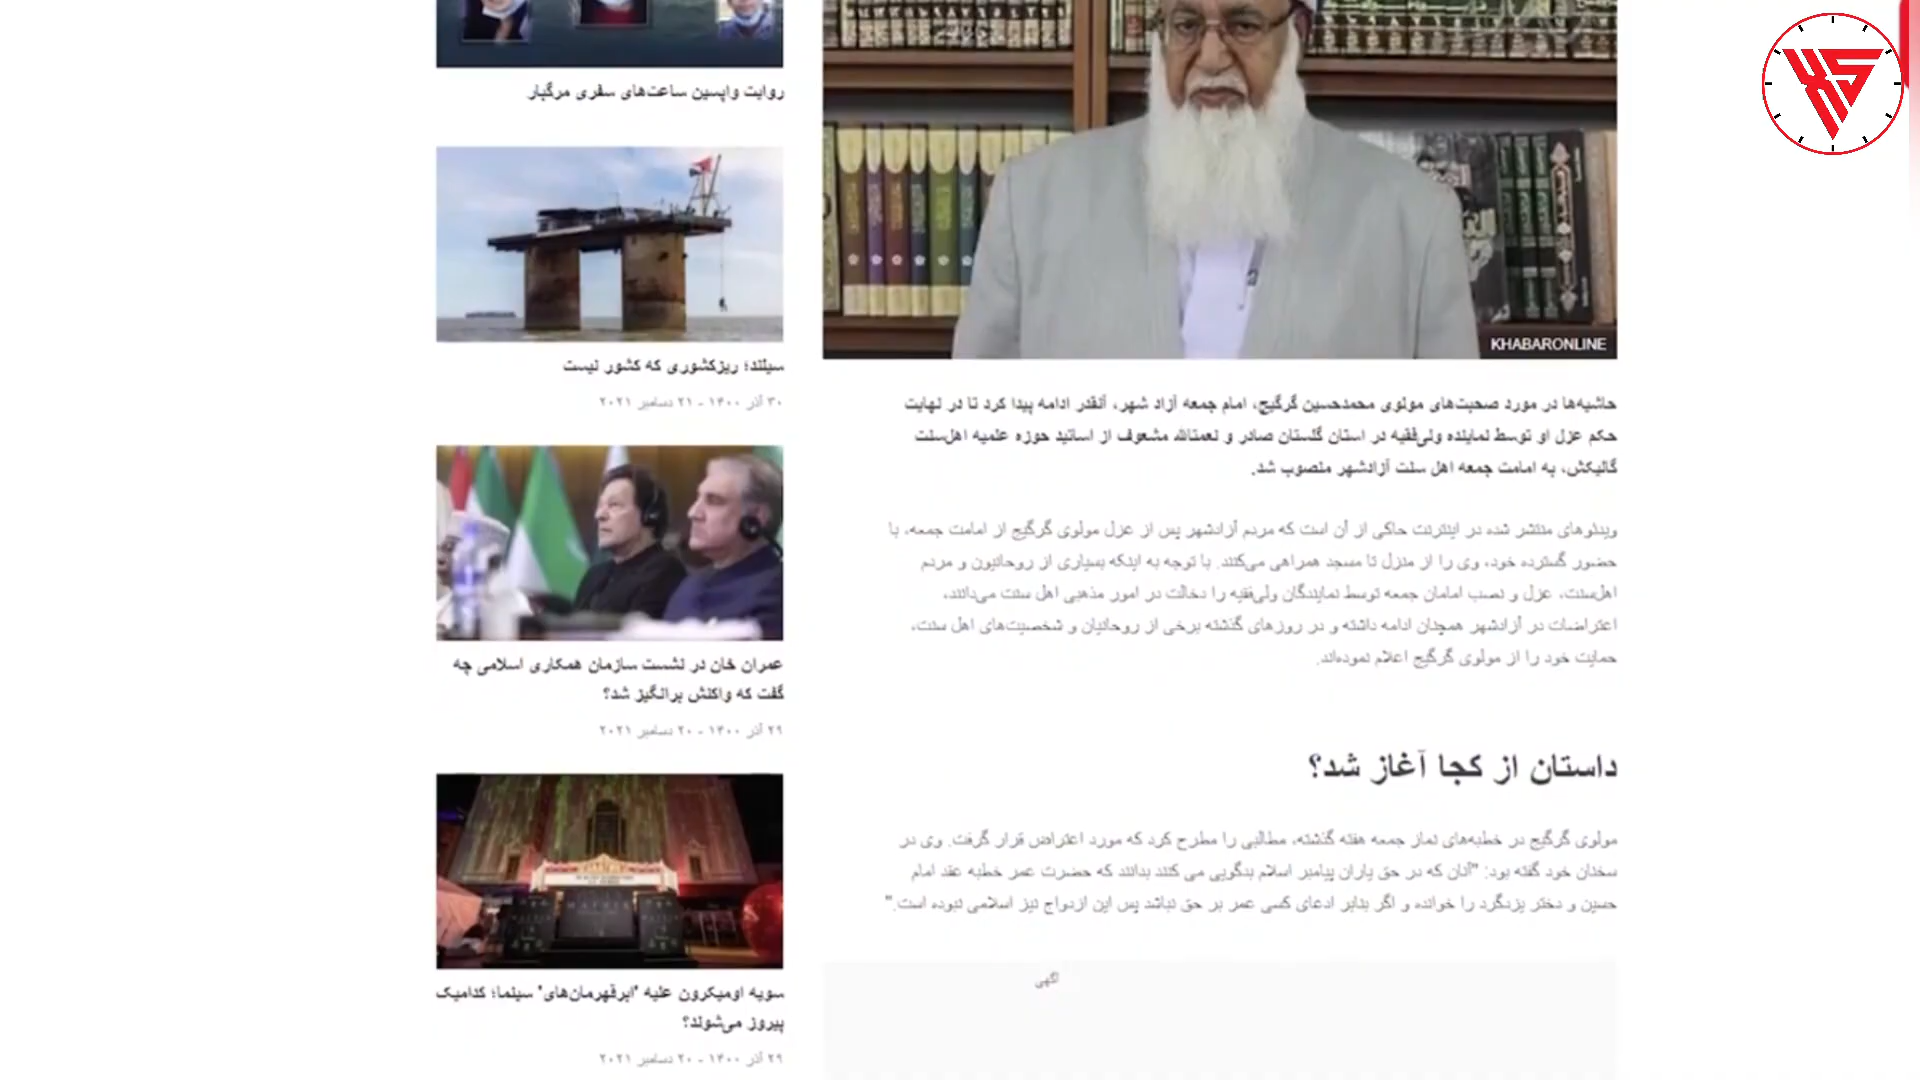 KHABARONLINE
حاشیه‌ها در مورد صحبت‌های مولوی محمدحسین گرگیج، امام جمعه آزاد شهر، آنقدر ادامه پیدا کرد تا در نهایت
حکم عزل او توسط نماینده ولی‌فقیه در استان گلستان صادر و نعمت‌الله مشعوف از اساتید حوزه علمیه اهل‌سنت
گالیکش، به امامت جمعه اهل سنت آزادشهر منصوب شد.
ویدئوهای منتشر شده در اینترنت حاکی از آن است که مردم آزادشهر پس از عزل مولوی گرگیج از امامت جمعه، با
حضور گسترده خود، وی را از منزل تا مسجد همراهی می‌کنند. با توجه به اینکه بسیاری از روحانیون و مردم
اهل‌سنت، عزل و نصب امامان جمعه توسط نمایندگان ولی‌فقیه را دخالت در امور مذهبی اهل سنت می‌دانند،
اعتراضات در آزادشهر همچنان ادامه داشته و در روزهای گذشته برخی از روحانیان و شخصیت‌های اهل سنت،
حمایت خود را از مولوی گرگیج اعلام نموده‌اند.
داستان از کجا آغاز شد؟
مولوی گرگیج در خطبه‌های نماز جمعه هفته گذشته، مطالبی را مطرح کرد که مورد اعتراض قرار گرفت. وی در
سخنان خود گفته بود: "آنان که در حق یاران پیامبر اسلام بدگویی می کنند بدانند که حضرت عمر خطبه عقد امام
حسین و دختر یزدگرد را خوانده و اگر بنابر ادعای کسی عمر بر حق نباشد پس این ازدواج نیز اسلامی نبوده است."
آگهی
روایت واپسین ساعت‌های سفری مرگبار
سیلند؛ ریزکشوری که کشور نیست
۳۰ آذر ۱۴۰۰ - ۲۱ دسامبر ۲۰۲۱
عمران خان در نشست سازمان همکاری اسلامی چه
گفت که واکنش برانگیز شد؟
۲۹ آذر ۱۴۰۰ - ۲۰ دسامبر ۲۰۲۱
سویه اومیکرون علیه 'ابرقهرمان‌های' سینما؛ کدامیک
پیروز می‌شوند؟
۲۹ آذر ۱۴۰۰ - ۲۰ دسامبر ۲۰۲۱